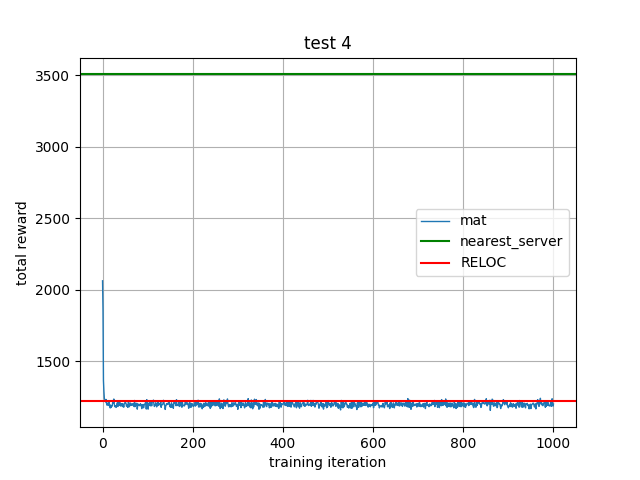 test 4
total reward
3500
3000
2500
2000
1500
mat
nearest_server
RELOC
0 200 400 600 800 1000
training iteration